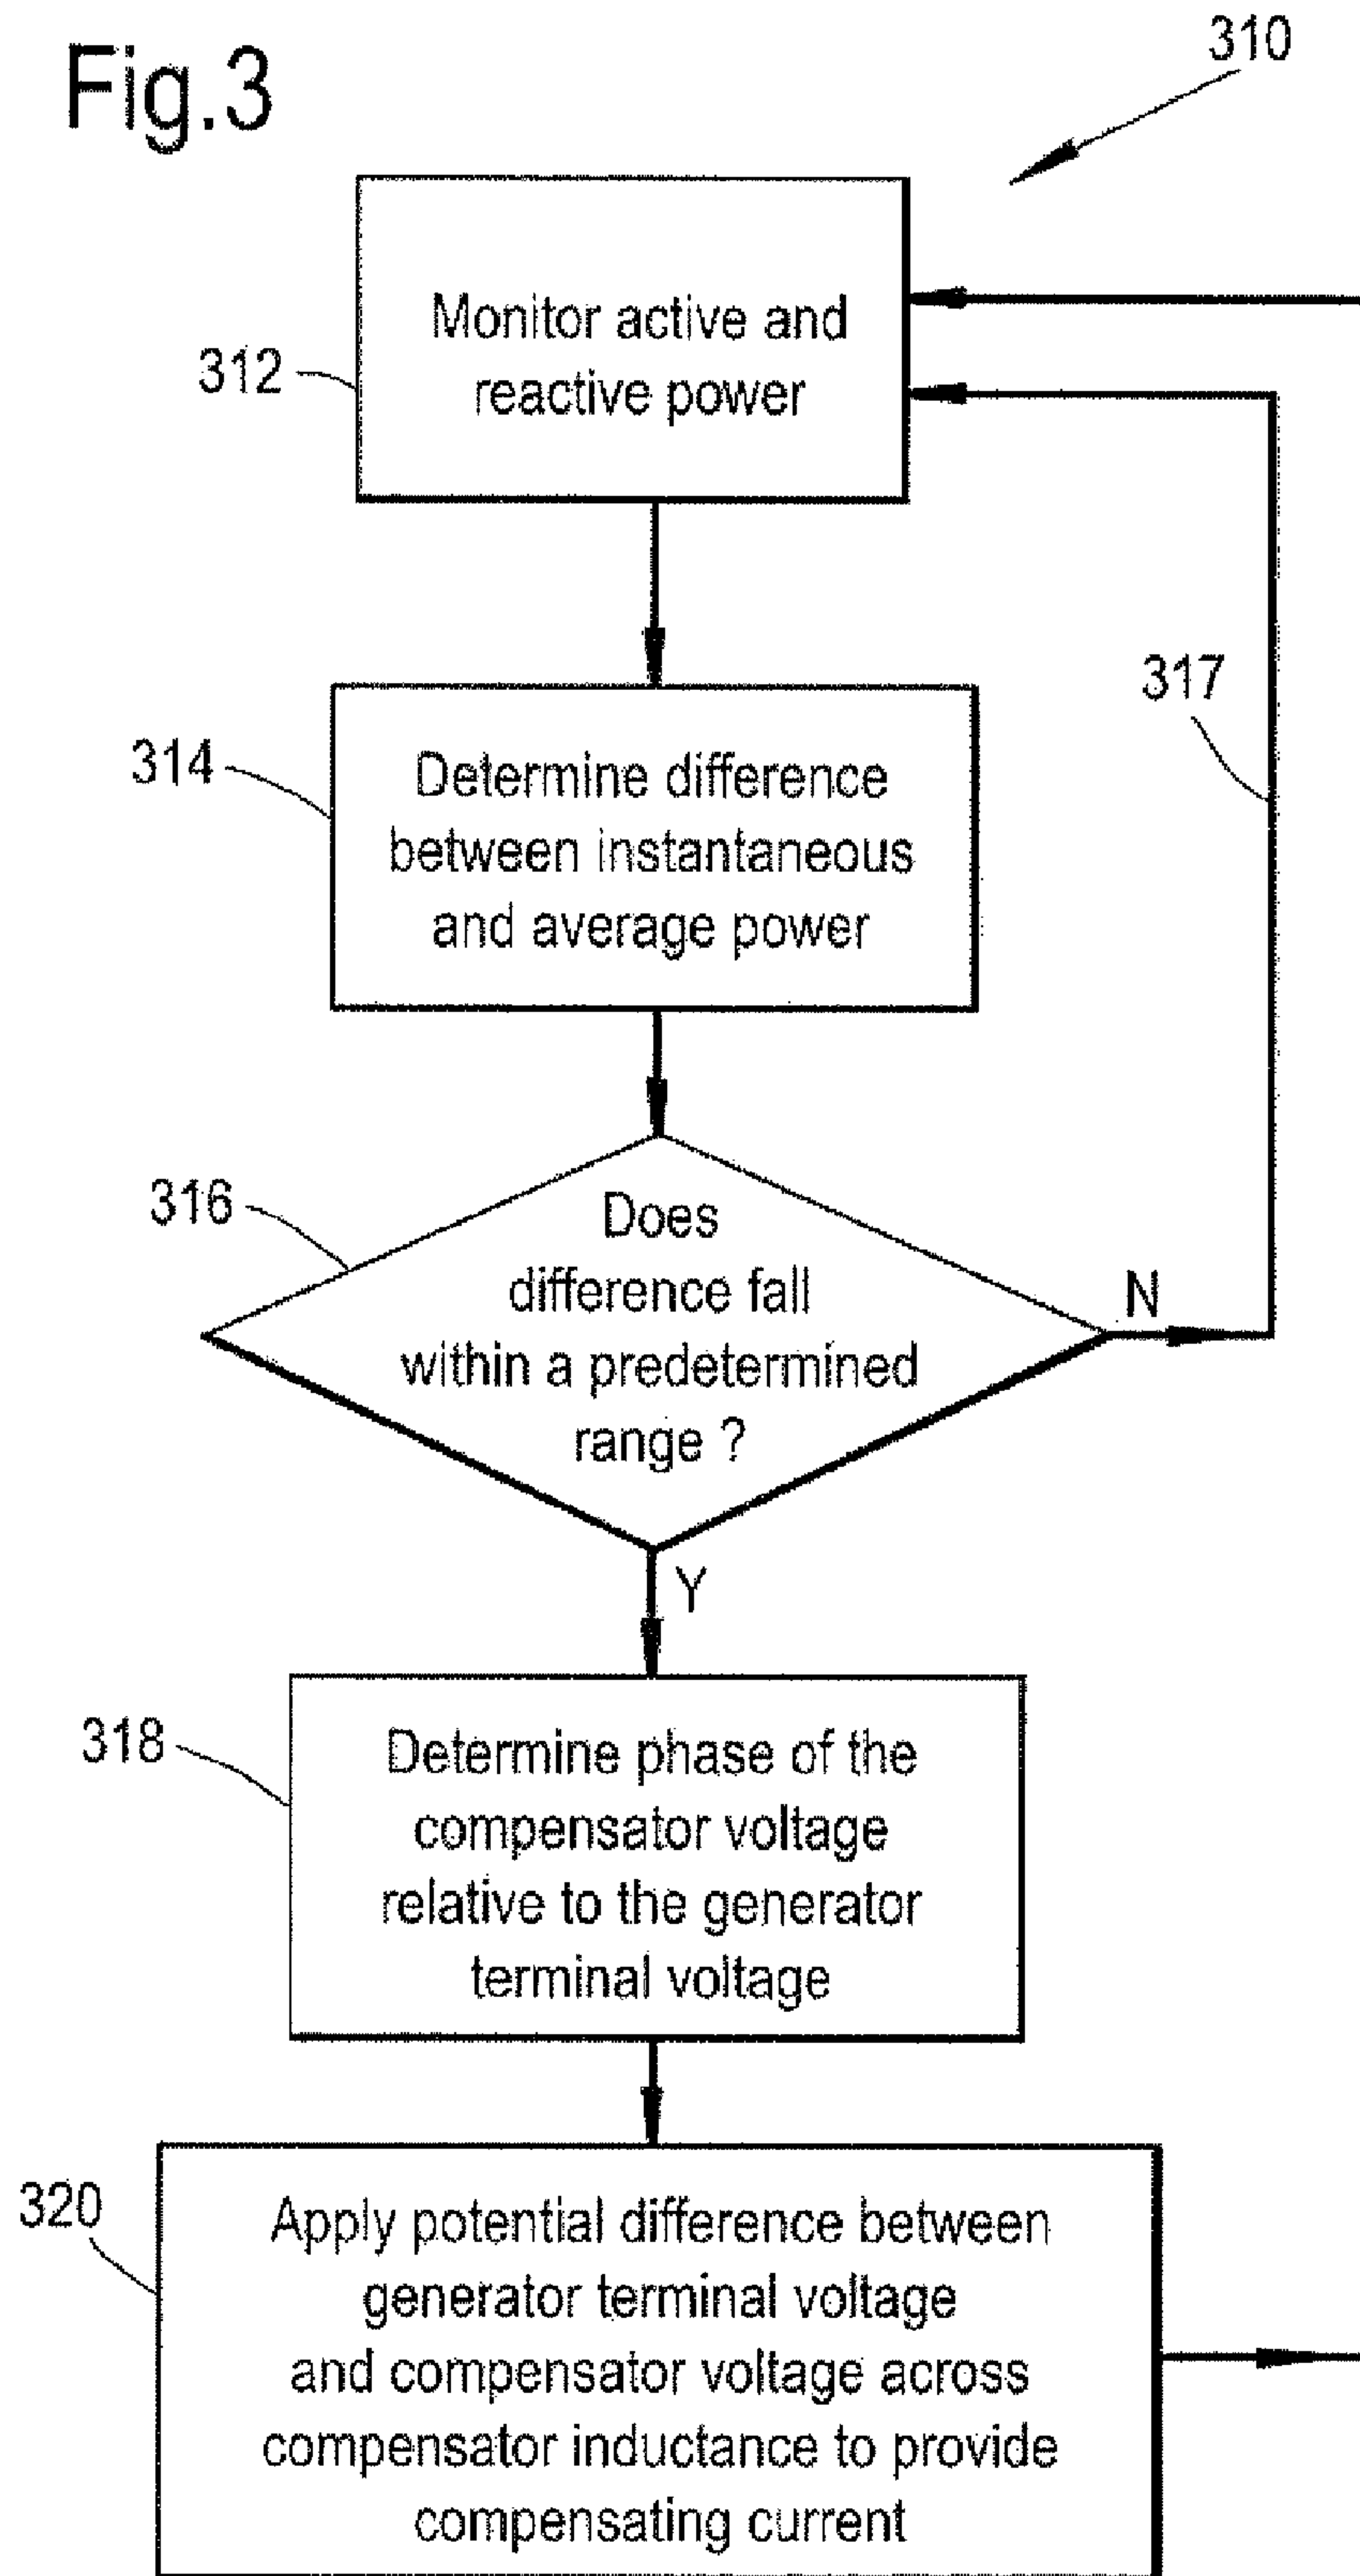 Fig.3
310
Monitor active and
reactive power
312
317
314
Determine difference
between instantaneous
and average power
316
Does
difference fall
within a predetermined
range ?
N
Y
318
Determine phase of the
compensator voltage
relative to the generator
terminal voltage
320
Apply potential difference between
generator terminal voltage
and compensator voltage across
compensator inductance to provide
compensating current